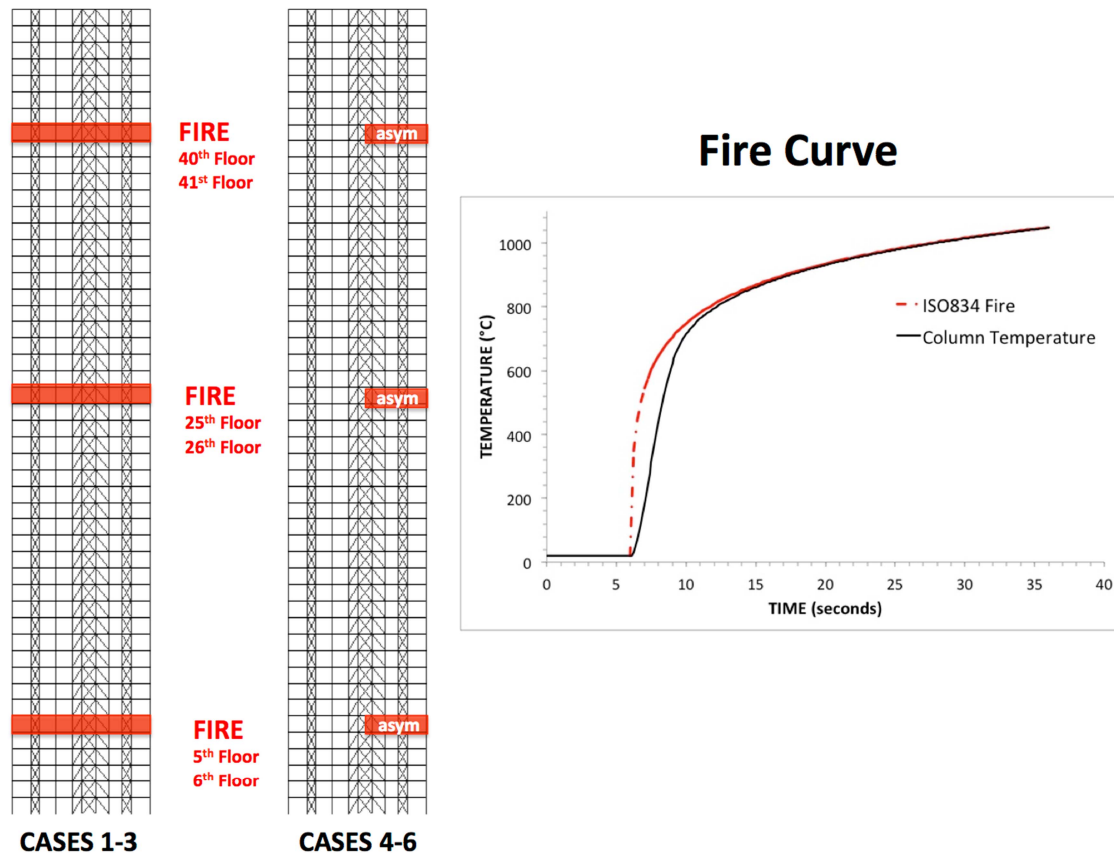 FIRE
40th Floor
41st Floor
FIRE
25th Floor
26th Floor
FIRE
5th Floor
6th Floor
CASES 1-3
asym
asym
asym
CASES 4-6
Fire Curve
TEMPERATURE (°C)
1000
800
600
400
200
0
ISO834 Fire
Column Temperature
0 5 10 15 20 25 30 35 40
TIME (seconds)